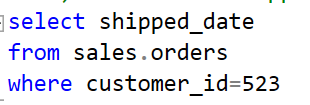 select shipped_date
from sales.orders
where customer_id=523